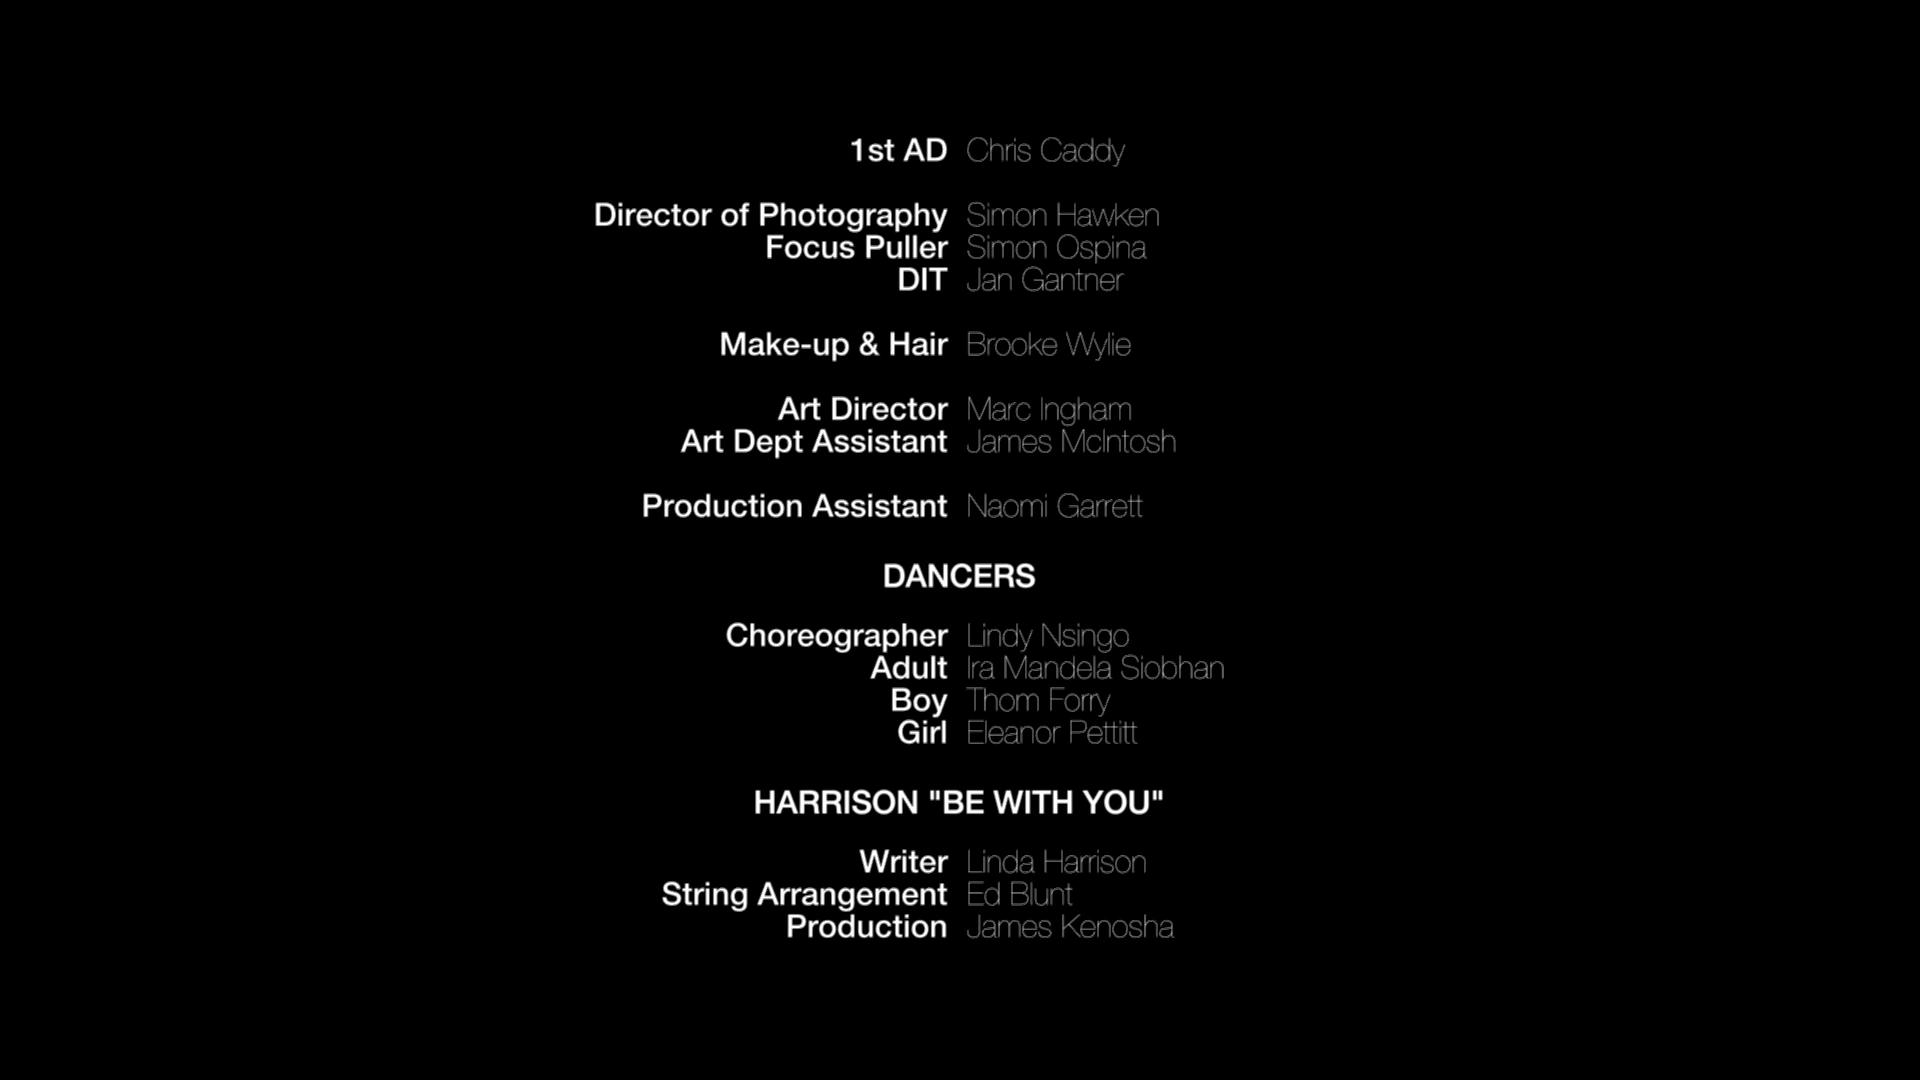 1st AD Chris Caddy
Director of Photography Simon Hawken
Focus Puller Simon Ospina
DIT Jan Gantner
Make-up & Hair Brooke Wylie
Art Director Marc Ingham
Art Dept Assistant James McIntosh
Production Assistant Naomi Garrett
DANCERS
Choreographer Lindy Nsingo
Adult Ira Mandela Siobhan
Boy Thom Forry
Girl Eleanor Pettitt
HARRISON "BE WITH YOU"
Writer Linda Harrison
String Arrangement Ed Blunt
Production James Kenosha